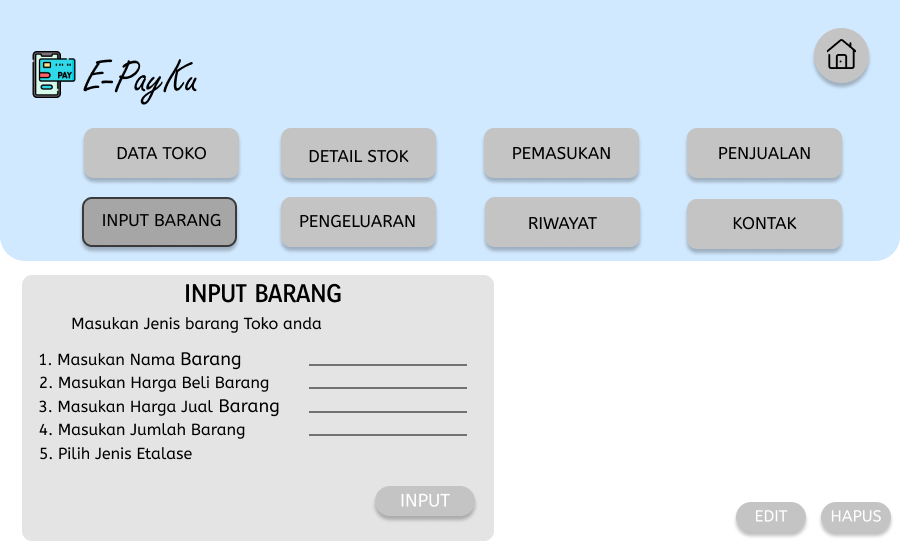 PAY
E-PayKu
DATA TOKO
DETAIL STOK
PEMASUKAN
PENJUALAN
INPUT BARANG
PENGELUARAN
RIWAYAT
KONTAK
INPUT BARANG
Masukan Jenis barang Toko anda
1. Masukan Nama Barang
2. Masukan Harga Beli Barang
3. Masukan Harga Jual Barang
4. Masukan Jumlah Barang
5. Pilih Jenis Etalase
INPUT
EDIT
HAPUS